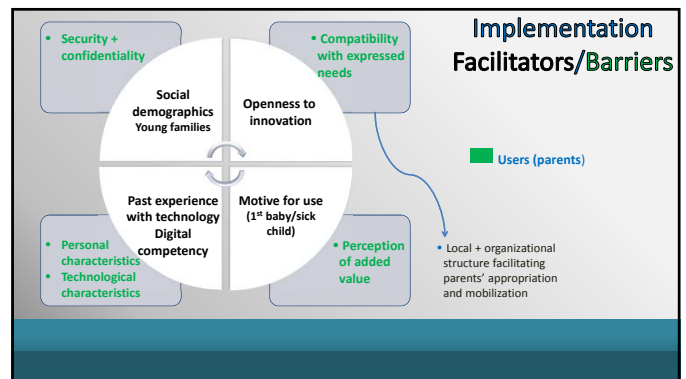 Implementation
Facilitators/Barriers
• Security +
confidentiality
• Compatibility
with expressed
needs
Social
demographics
Young families
Openness to
innovation
Users (parents)
Past experience
with technology
Digital
competency
Motive for use
(1st baby/sick
child)
• Personal
characteristics
• Technological
characteristics
• Perception
of added
value
• Local + organizational
structure facilitating
parents’ appropriation
and mobilization